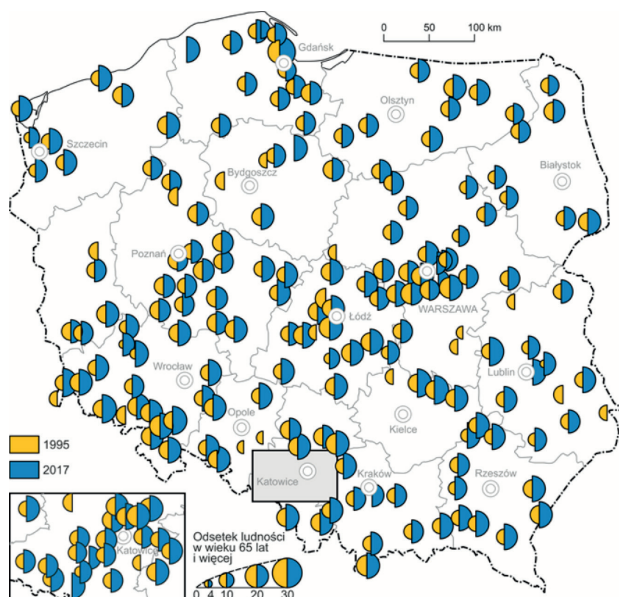 0 50 100 km
Gdańsk
Olsztyn
Szczecin
Bydgoszcz
Białystok
Poznań
WARSZAWA
Łódź
Wrocław
Lublin
Opole
Kielce
1995
2017
Katowice
Kraków
Rzeszów
Katowice
Odsetek ludności
w wieku 65 lat
i więcej
4 10 20 30